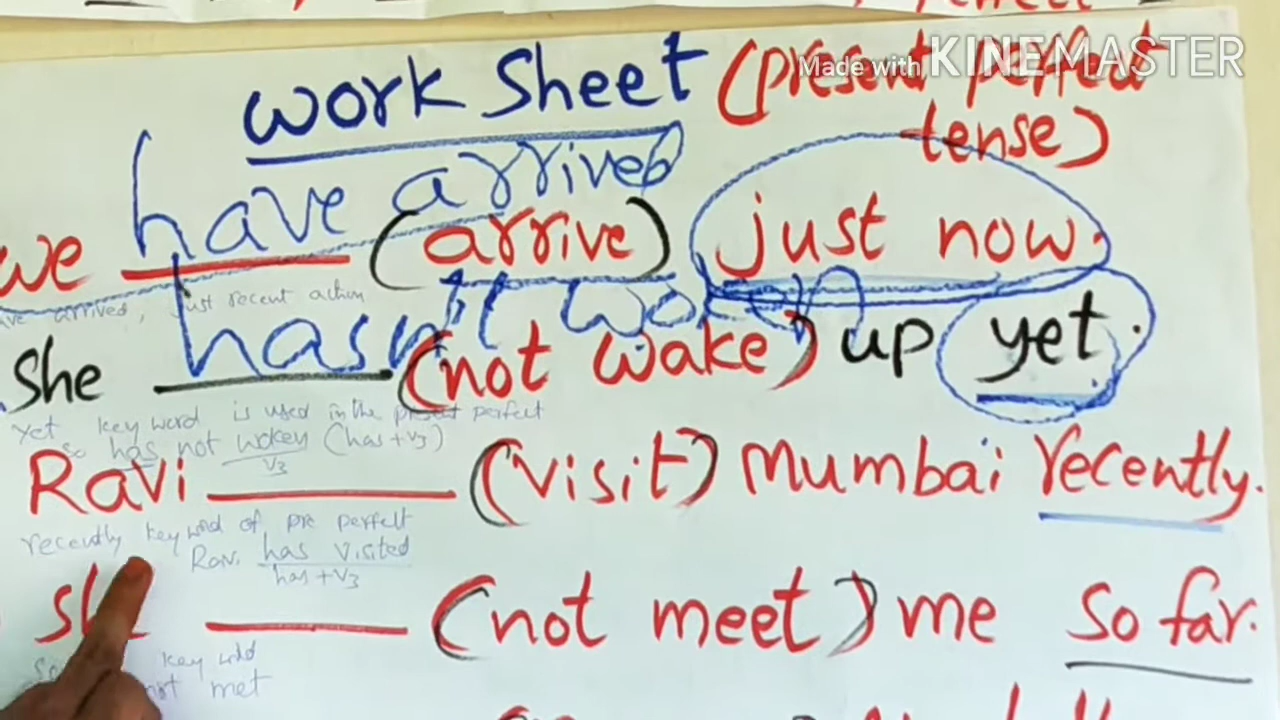 Made with KINEMASTER
work Sheet (present perfect
tense)
have arrived
we (arrive) just now.
arrived, just recent action
hasn't
She (not wake) up yet.
Yet key word is used in the present perfect
so has not wokey (has+v3)
v3
Ravi (visit) Mumbai recently.
recently key word of pre perfect
Ravi has visited
has+v3
(not meet) me so far.
key word
not met